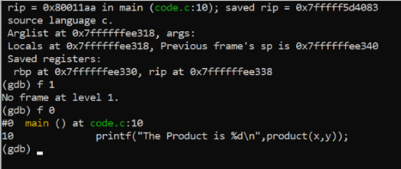 rip = 0x80011aa in main (code.c:10); saved rip = 0x7fffff5d4083
source language c.
Arglist at 0x7ffffffee318, args:
Locals at 0x7ffffffee318, Previous frame's sp is 0x7ffffffee340
Saved registers:
rbp at 0x7ffffffee330, rip at 0x7ffffffee338
(gdb) f 1
No frame at level 1.
(gdb) f 0
#0  main () at code.c:10
10              printf("The Product is %d\n",product(x,y));
(gdb)